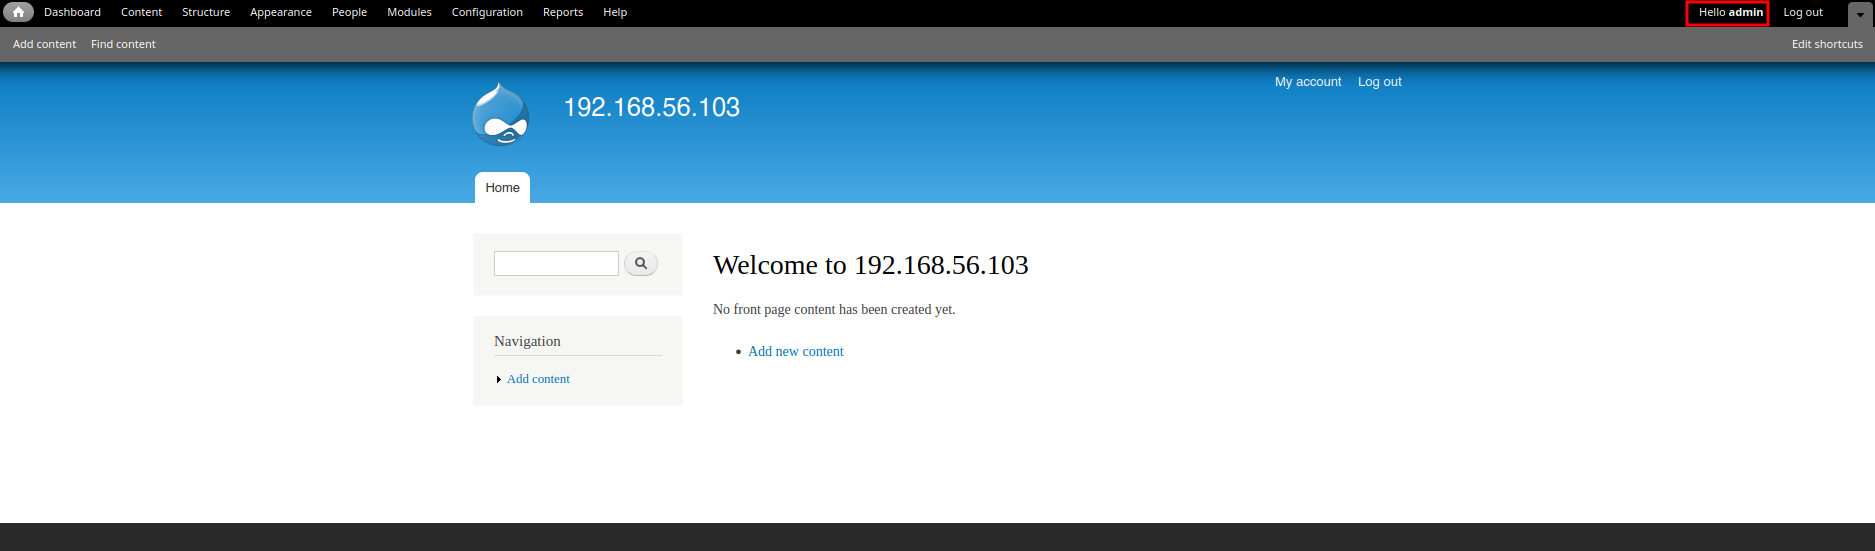 Dashboard Content Structure Appearance People Modules Configuration Reports Help Hello admin Log out
Add content Find content Edit shortcuts
My account Log out
192.168.56.103
Home
Welcome to 192.168.56.103
No front page content has been created yet.
Add new content
Navigation
Add content